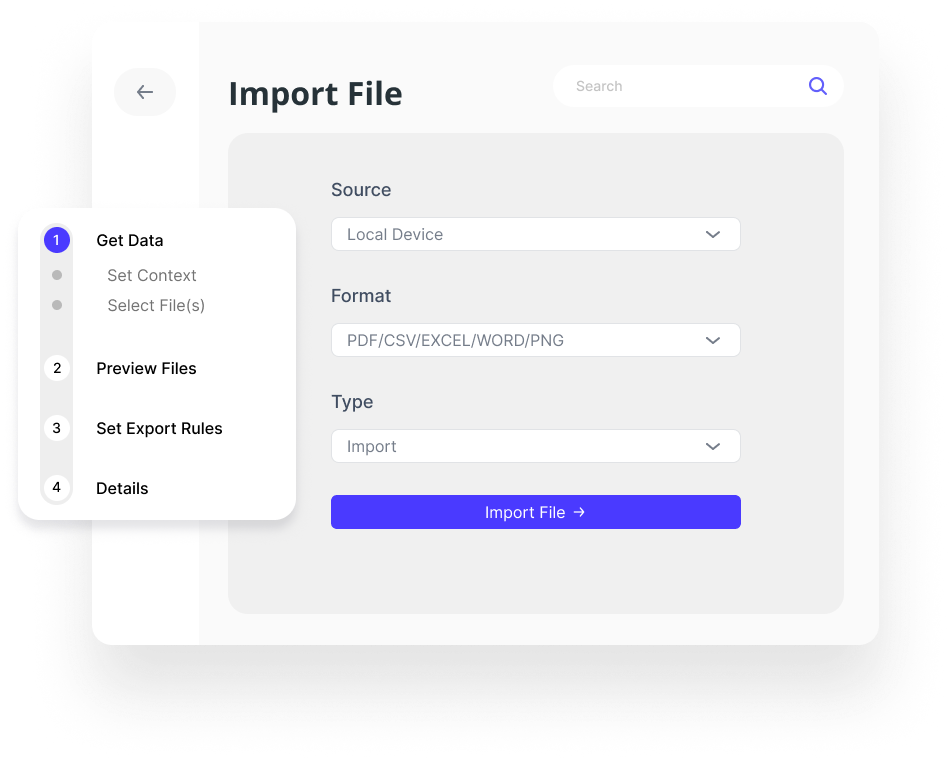 Import File
Search
1 Get Data
Set Context
Select File(s)
2 Preview Files
3 Set Export Rules
4 Details
Source
Local Device
Format
PDF/CSV/EXCEL/WORD/PNG
Type
Import
Import File →